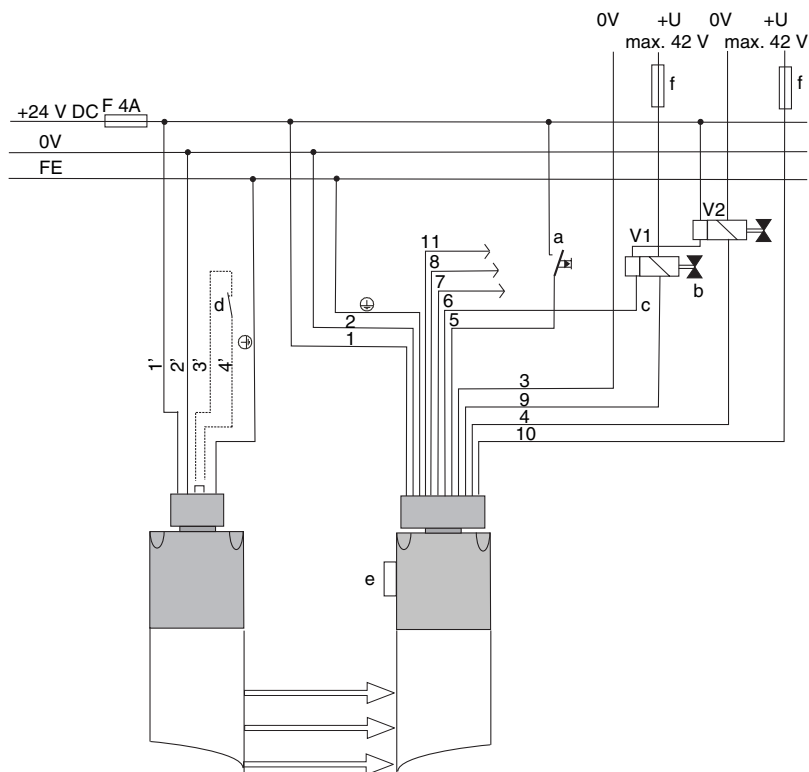 0V +U 0V +U
max. 42 V max. 42 V
f f
+24 V DC F 4A
0V
FE
V2
11 a V1
8
d 7 b
6 c
2 5
1
1' 2' 3' 4'
3
9
4
10
e